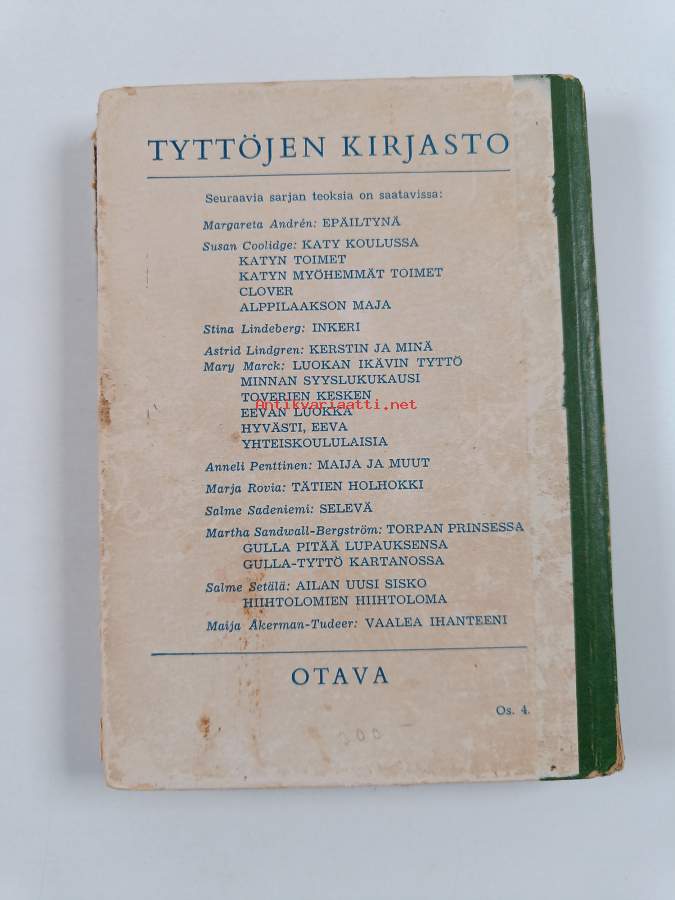 TYTTÖJEN KIRJASTO
Seuraavia sarjan teoksia on saatavissa:
Margareta Andrén: EPÄILTYNÄ
Susan Coolidge: KATY KOULUSSA
KATYN TOIMET
KATYN MYÖHEMMÄT TOIMET
CLOVER
ALPPILAAKSON MAJA
Stina Lindeberg: INKERI
Astrid Lindgren: KERSTIN JA MINÄ
Mary Marck: LUOKAN IKÄVIN TYTTÖ
MINNAN SYYSLUKUKAUSI
TOVERIEN KESKEN
Antikvariaatti.net
EEVAN LUOKKA
HYVÄSTI, EEVA
YHTEISKOULULAISIA
Anneli Penttinen: MAIJA JA MUUT
Marja Rovia: TÄTIEN HOLHOKKI
Salme Sadeniemi: SELEVÄ
Martha Sandwall-Bergström: TORPAN PRINSESSA
GULLA PITÄÄ LUPAUKSENSA
GULLA-TYTTÖ KARTANOSSA
Salme Setälä: AILAN UUSI SISKO
HIIHTOLOMIEN HIIHTOLOMA
Maija Åkerman-Tudeer: VAALEA IHANTEENI
OTAVA
Os. 4.
200